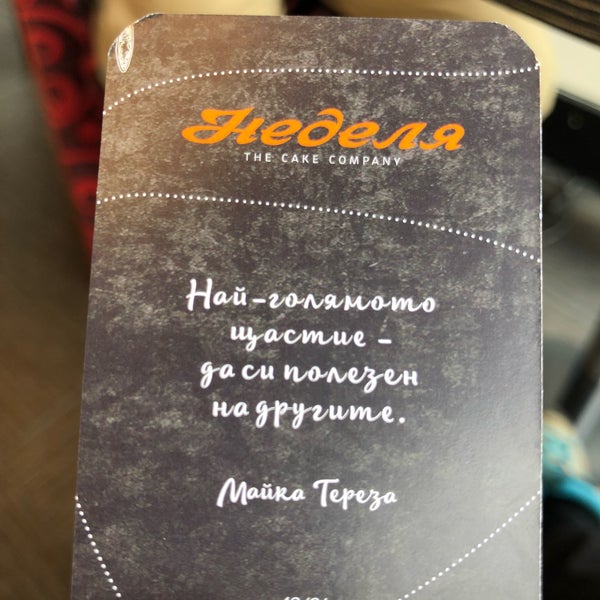 Неделя
THE CAKE COMPANY
Най-голямото
щастие -
да си полезен
на другите.
Майка Тереза